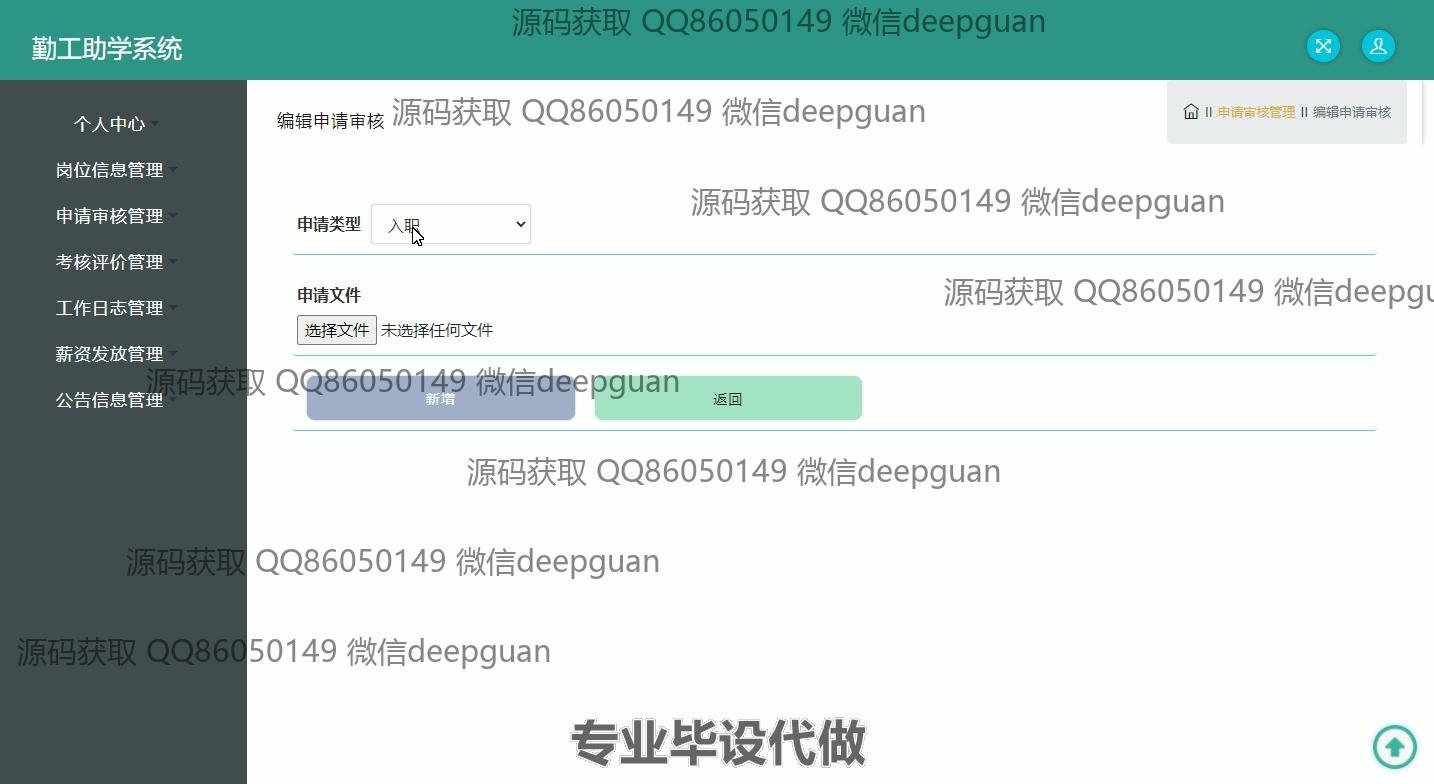 源码获取 QQ86050149 微信deepguan
勤工助学系统
个人中心
岗位信息管理
申请审核管理
考核评价管理
工作日志管理
薪资发放管理
公告信息管理
编辑申请审核
源码获取 QQ86050149 微信deepguan
申请审核管理 编辑申请审核
源码获取 QQ86050149 微信deepguan
申请类型 入职
源码获取 QQ86050149 微信deepgu
申请文件
选择文件 未选择任何文件
源码获取 QQ86050149 微信deepguan
新增 返回
源码获取 QQ86050149 微信deepguan
源码获取 QQ86050149 微信deepguan
源码获取 QQ86050149 微信deepguan
专业毕设代做